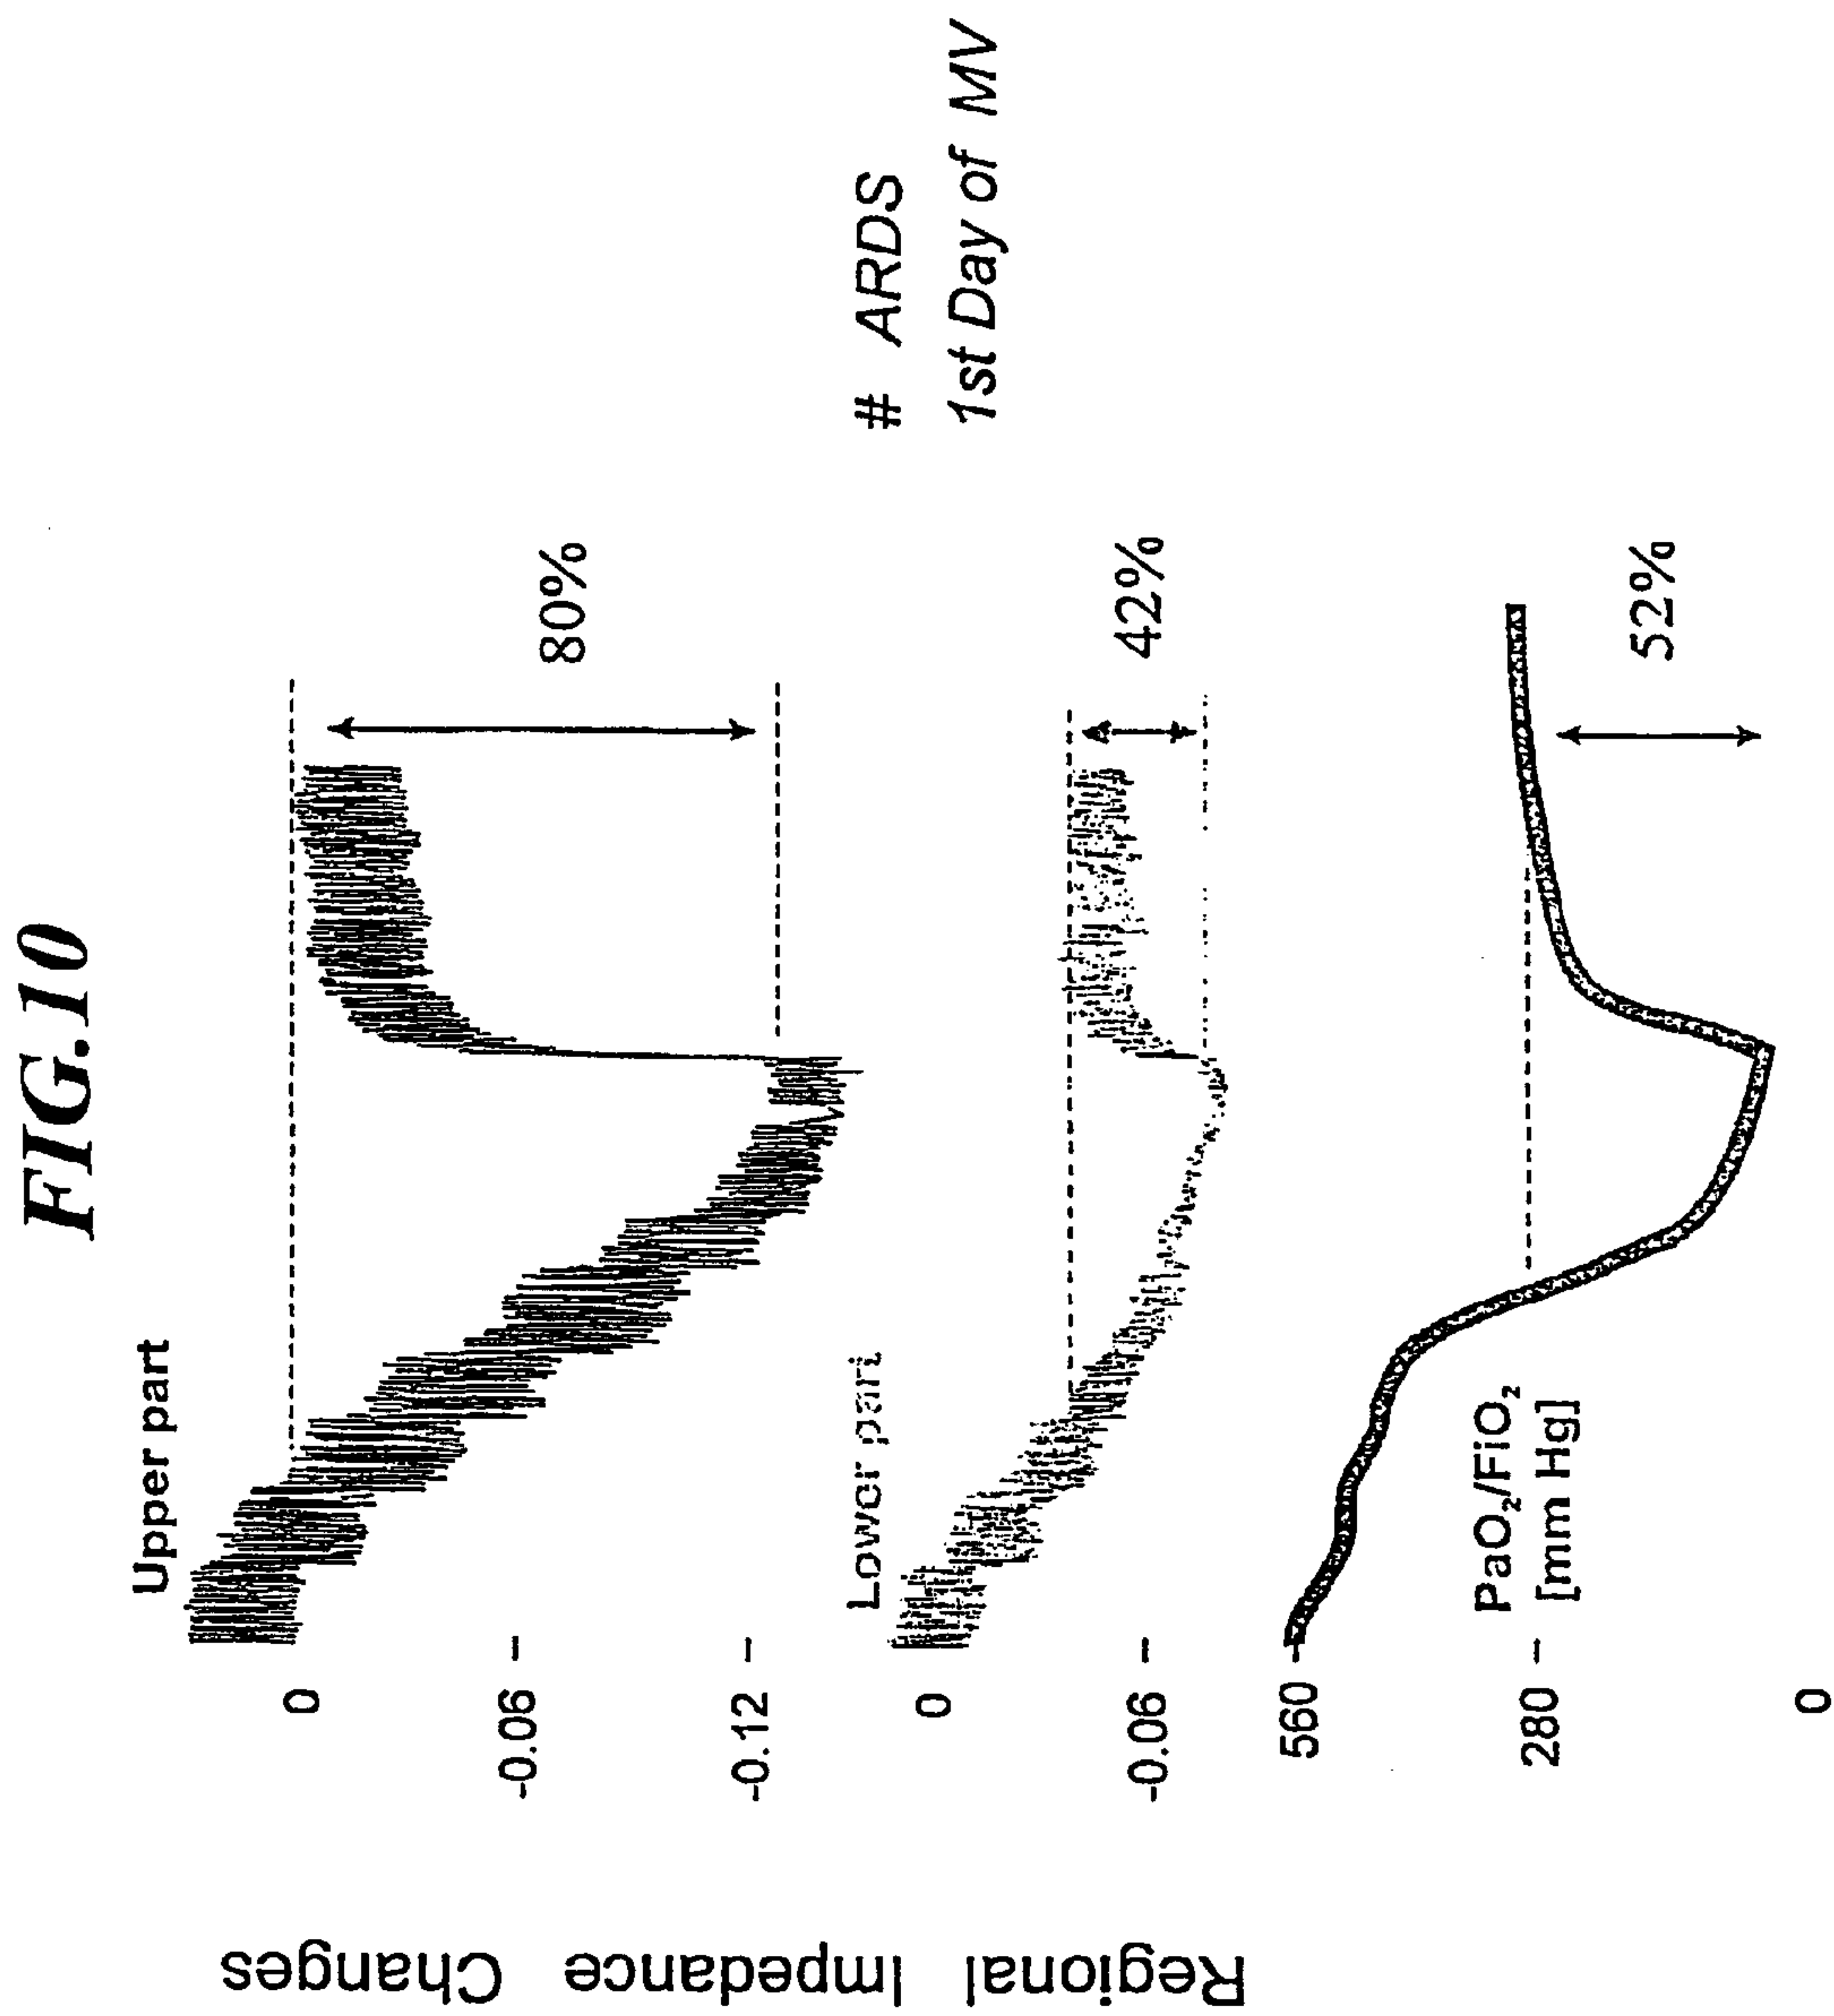 FIG.10
Upper part
0
-0.06
-0.12
80%
Lower part
0
-0.06
42%
560
280
0
PaO₂/FiO₂
[mm Hg]
52%
# ARDS
1st Day of MV
Regional Impedance Changes